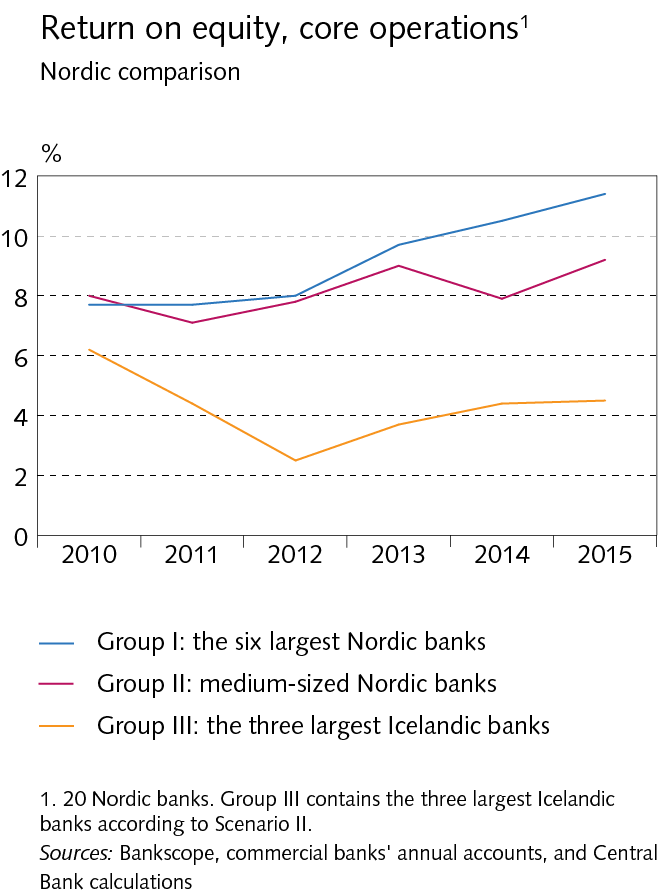 Return on equity, core operations¹
Nordic comparison
%
12
10
8
6
4
2
0
2010 2011 2012 2013 2014 2015
Group I: the six largest Nordic banks
Group II: medium-sized Nordic banks
Group III: the three largest Icelandic banks
1. 20 Nordic banks. Group III contains the three largest Icelandic
banks according to Scenario II.
Sources: Bankscope, commercial banks' annual accounts, and Central
Bank calculations